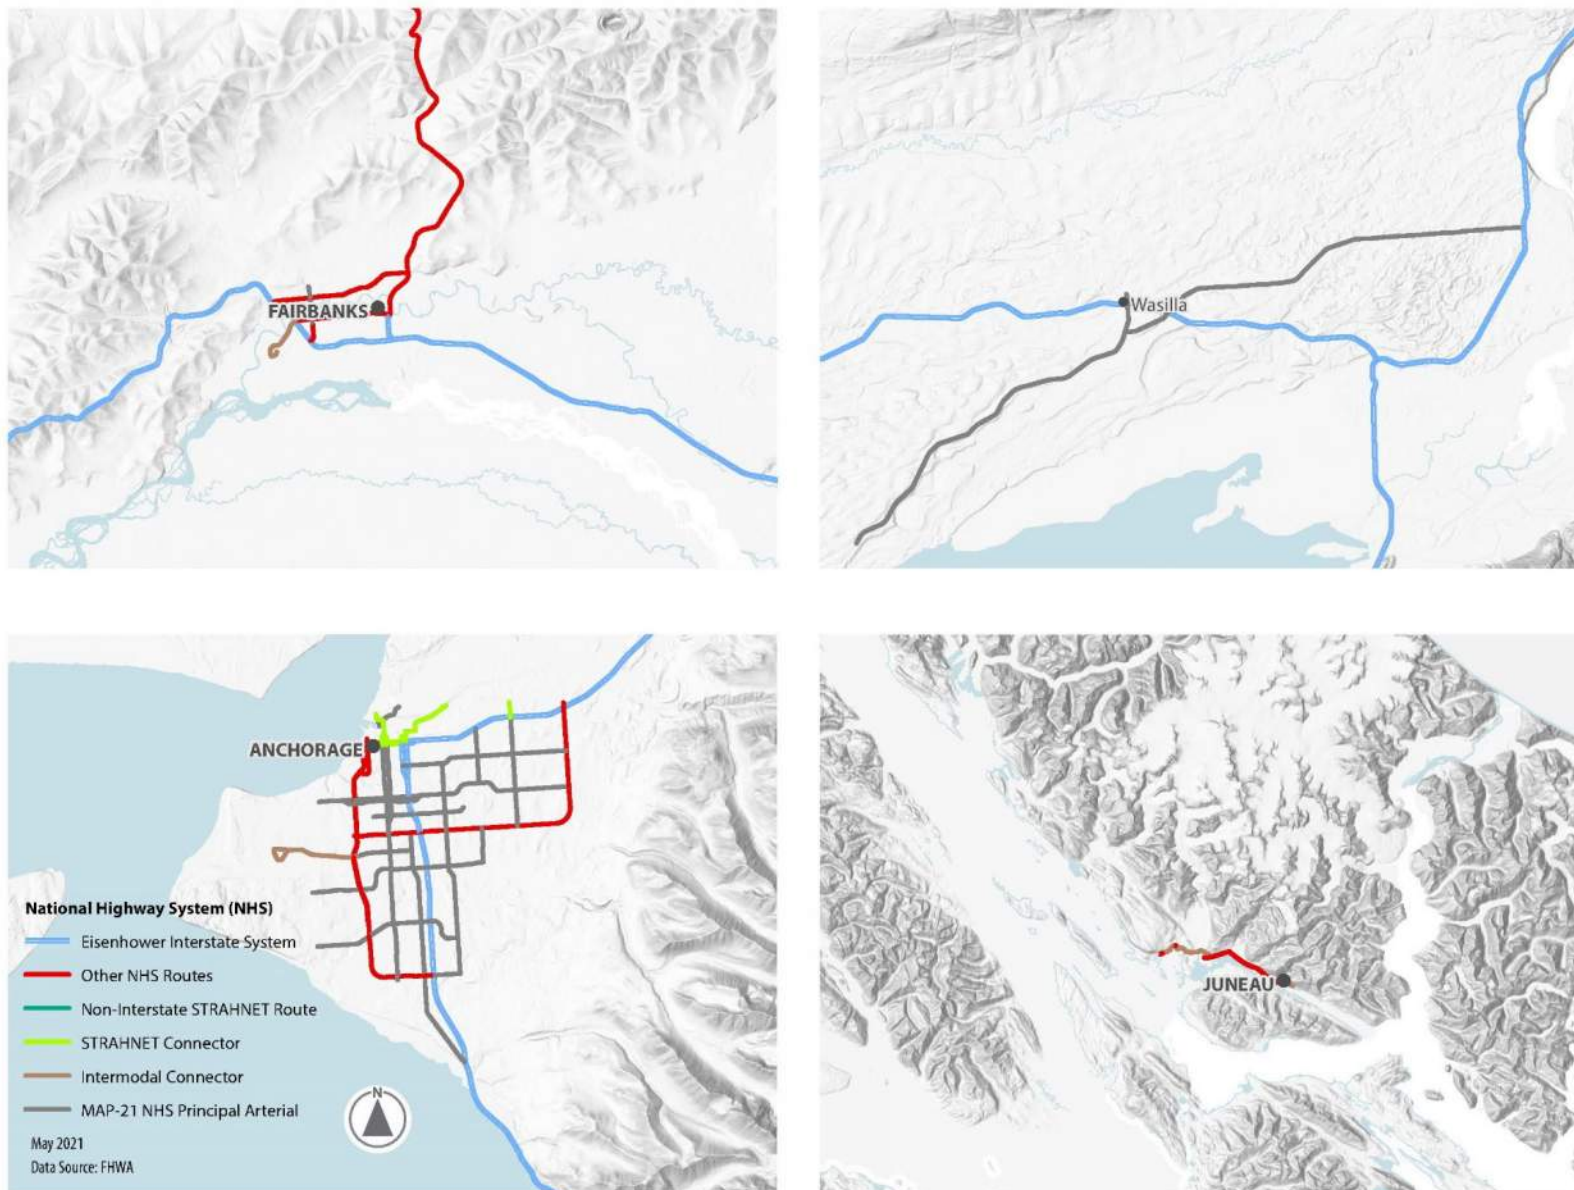 FAIRBANKS
Wasilla
ANCHORAGE
National Highway System (NHS)
Eisenhower Interstate System
Other NHS Routes
Non-Interstate STRAHNET Route
STRAHNET Connector
Intermodal Connector
MAP-21 NHS Principal Arterial
May 2021
Data Source: FHWA
N
JUNEAU